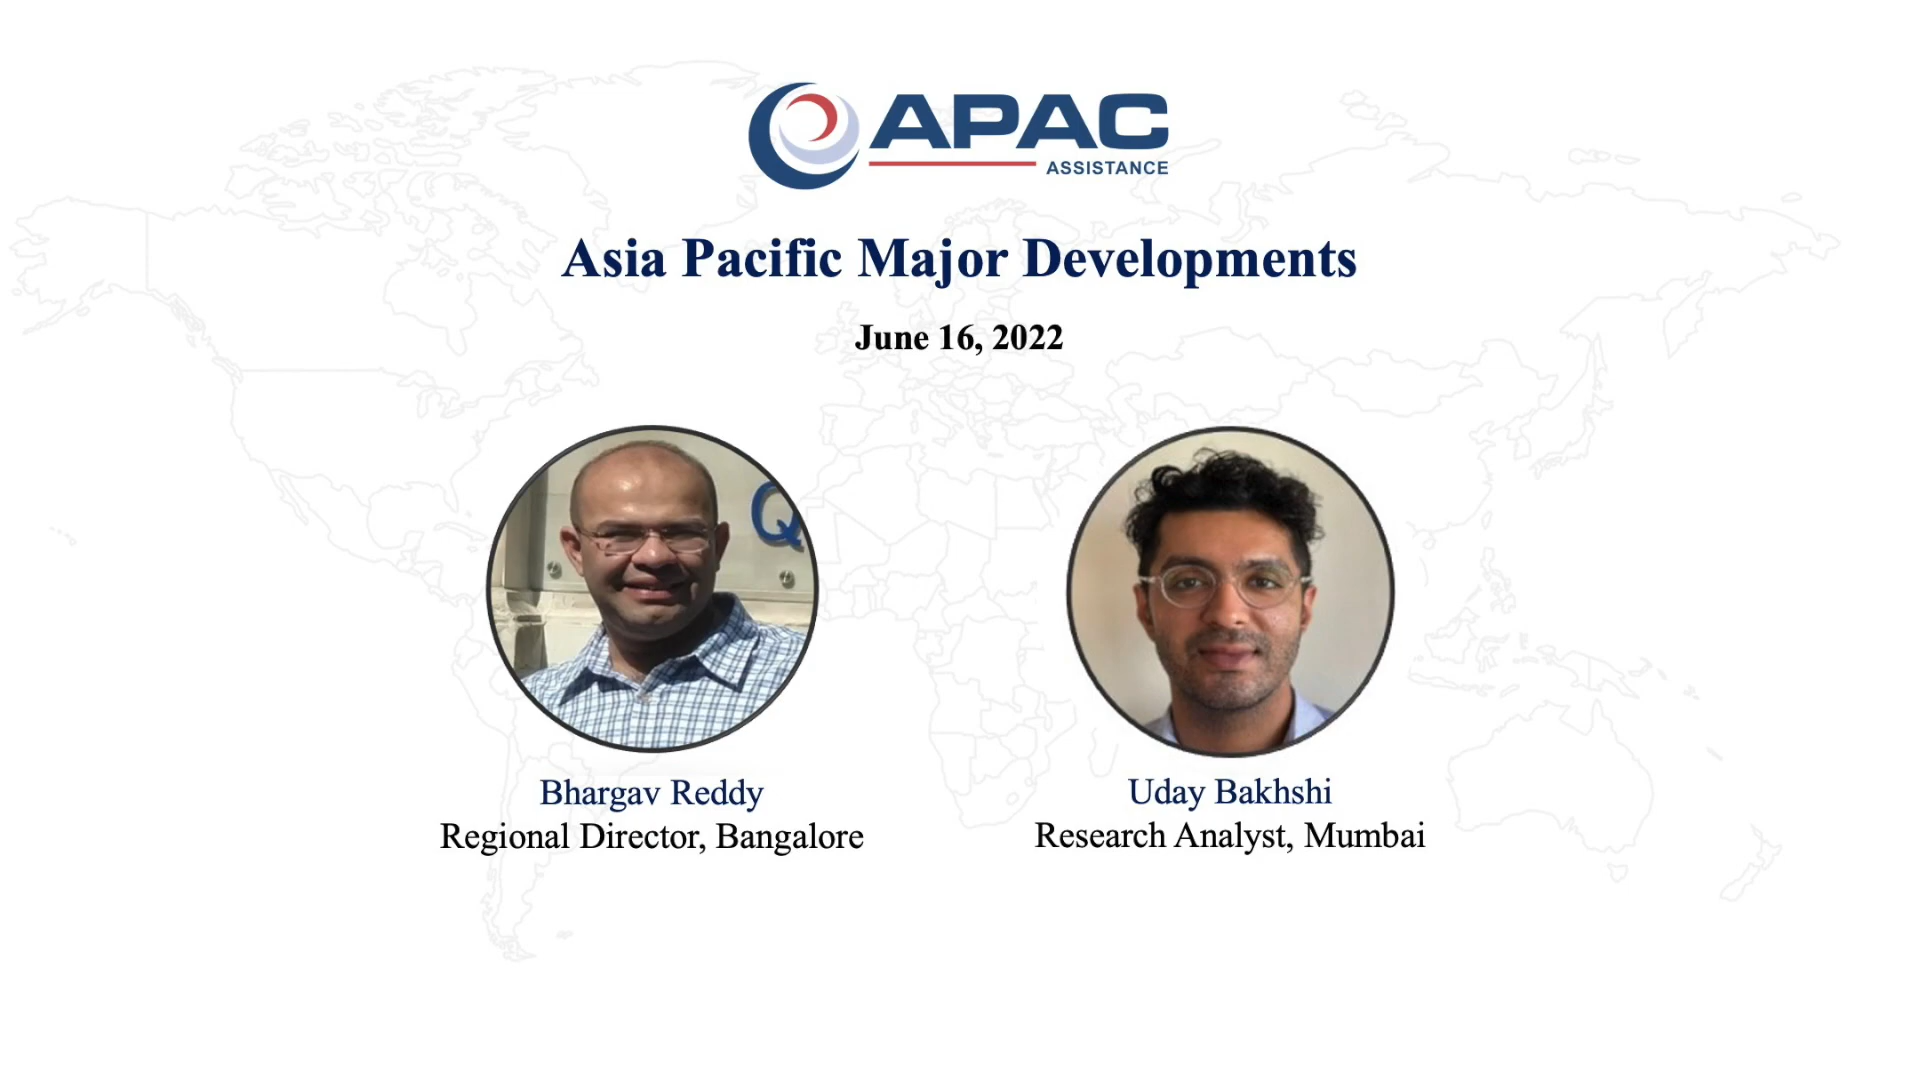 APAC
ASSISTANCE
Asia Pacific Major Developments
June 16, 2022
Q
Bhargav Reddy
Regional Director, Bangalore
Uday Bakhshi
Research Analyst, Mumbai